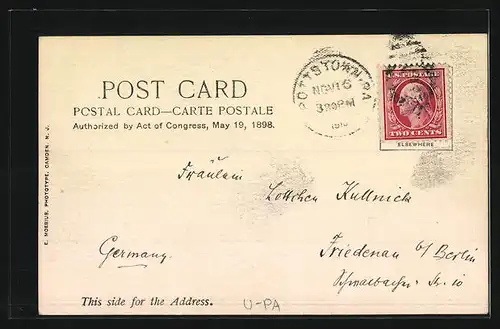 POST CARD
POSTAL CARD—CARTE POSTALE
Authorized by Act of Congress, May 19, 1898.
POTTSTOWN, PA.
NOV 16
3 30 PM
1910
U.S. POSTAGE
TWO CENTS
ELSEWHERE
E. MOEBIUS, PHOTOTYPE, CAMDEN, N. J.
Fräulein
Lottchen Kullnick
Germany.
Friedenau b/Berlin
Str. 10
This side for the Address.
U-PA